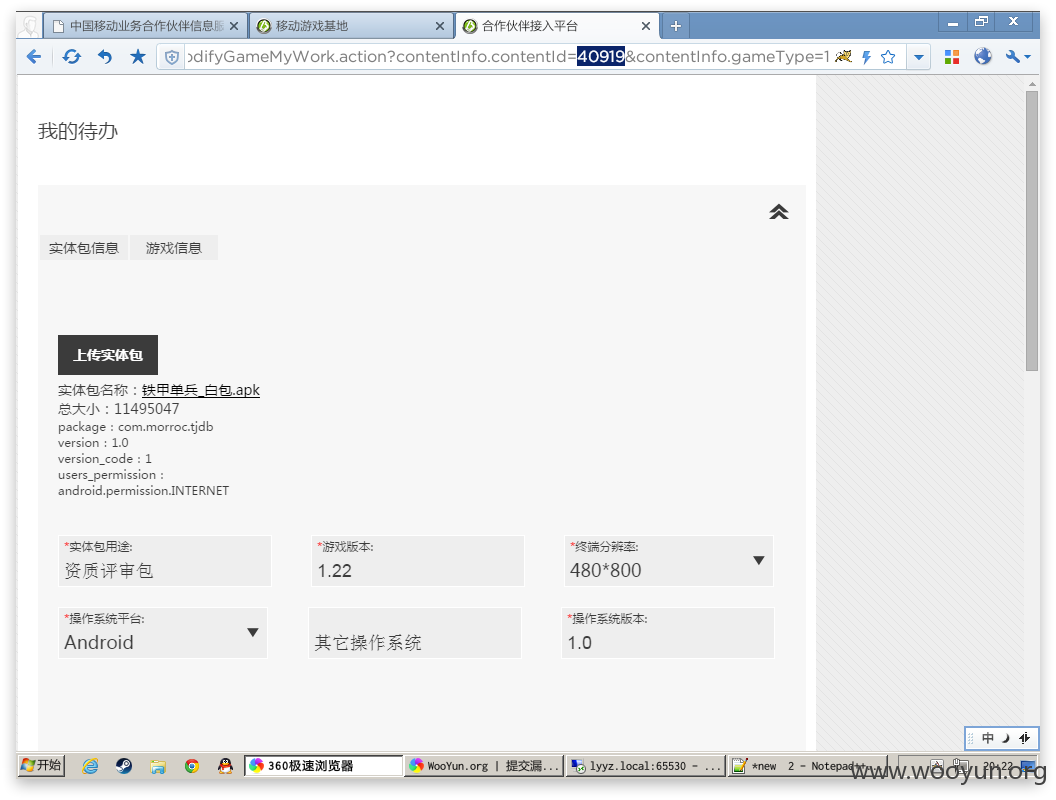 中国移动业务合作伙伴信息服
移动游戏基地
合作伙伴接入平台
odifyGameMyWork.action?contentInfo.contentId=40919&contentInfo.gameType=1
我的待办
实体包信息
游戏信息
上传实体包
实体包名称：铁甲单兵_白包.apk
总大小：11495047
package：com.morroc.tjdb
version：1.0
version_code：1
users_permission：
android.permission.INTERNET
*实体包用途:
资质评审包
*游戏版本:
1.22
*终端分辨率:
480*800
*操作系统平台:
Android
其它操作系统
*操作系统版本:
1.0
中
开始
360极速浏览器
WooYun.org | 提交漏...
lyyz.local:65530 - ...
*new 2 - Notepad++
20:22
www.wooyun.org